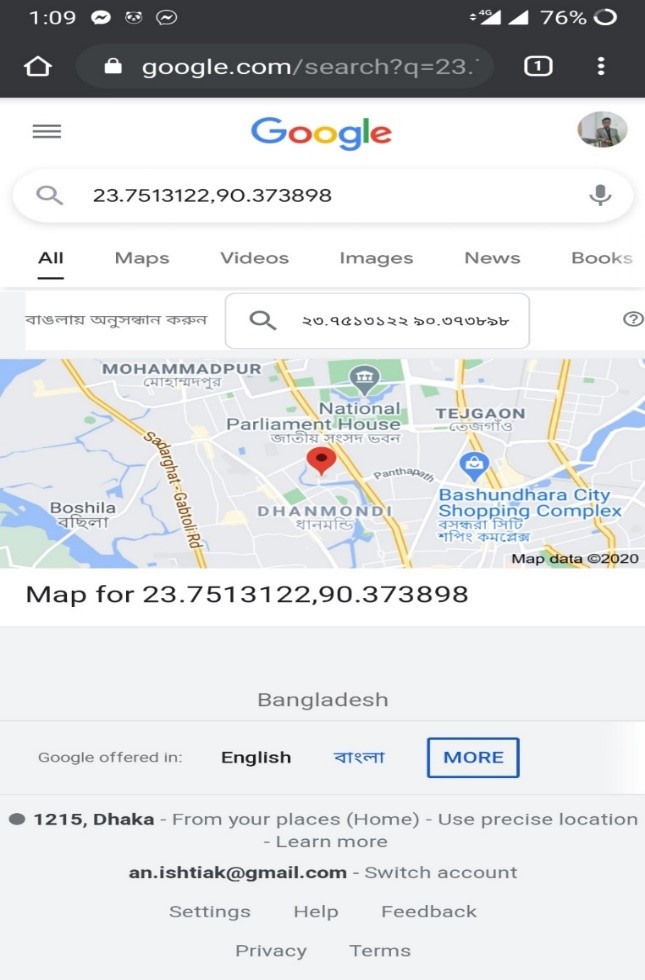 1:09 4G 76%
google.com/search?q=23.
1
Google
23.7513122,90.373898
All Maps Videos Images News Books
বাঙলায় অনুসন্ধান করুন ২৩.৭৫১৩১২২ ৯০.৩৭৩৮৯৮
MOHAMMADPUR
মোহাম্মদপুর
National
Parliament House
জাতীয় সংসদ ভবন
TEJGAON
তেজগাঁও
Sadarghat - Gabtoli Rd
Panthapath
Boshila
বছিলা
DHANMONDI
ধানমন্ডি
Bashundhara City
Shopping Complex
বসুন্ধরা সিটি
শপিং কমপ্লেক্স
Map data ©2020
Map for 23.7513122,90.373898
Bangladesh
Google offered in: English বাংলা MORE
1215, Dhaka - From your places (Home) - Use precise location
- Learn more
an.ishtiak@gmail.com - Switch account
Settings Help Feedback
Privacy Terms